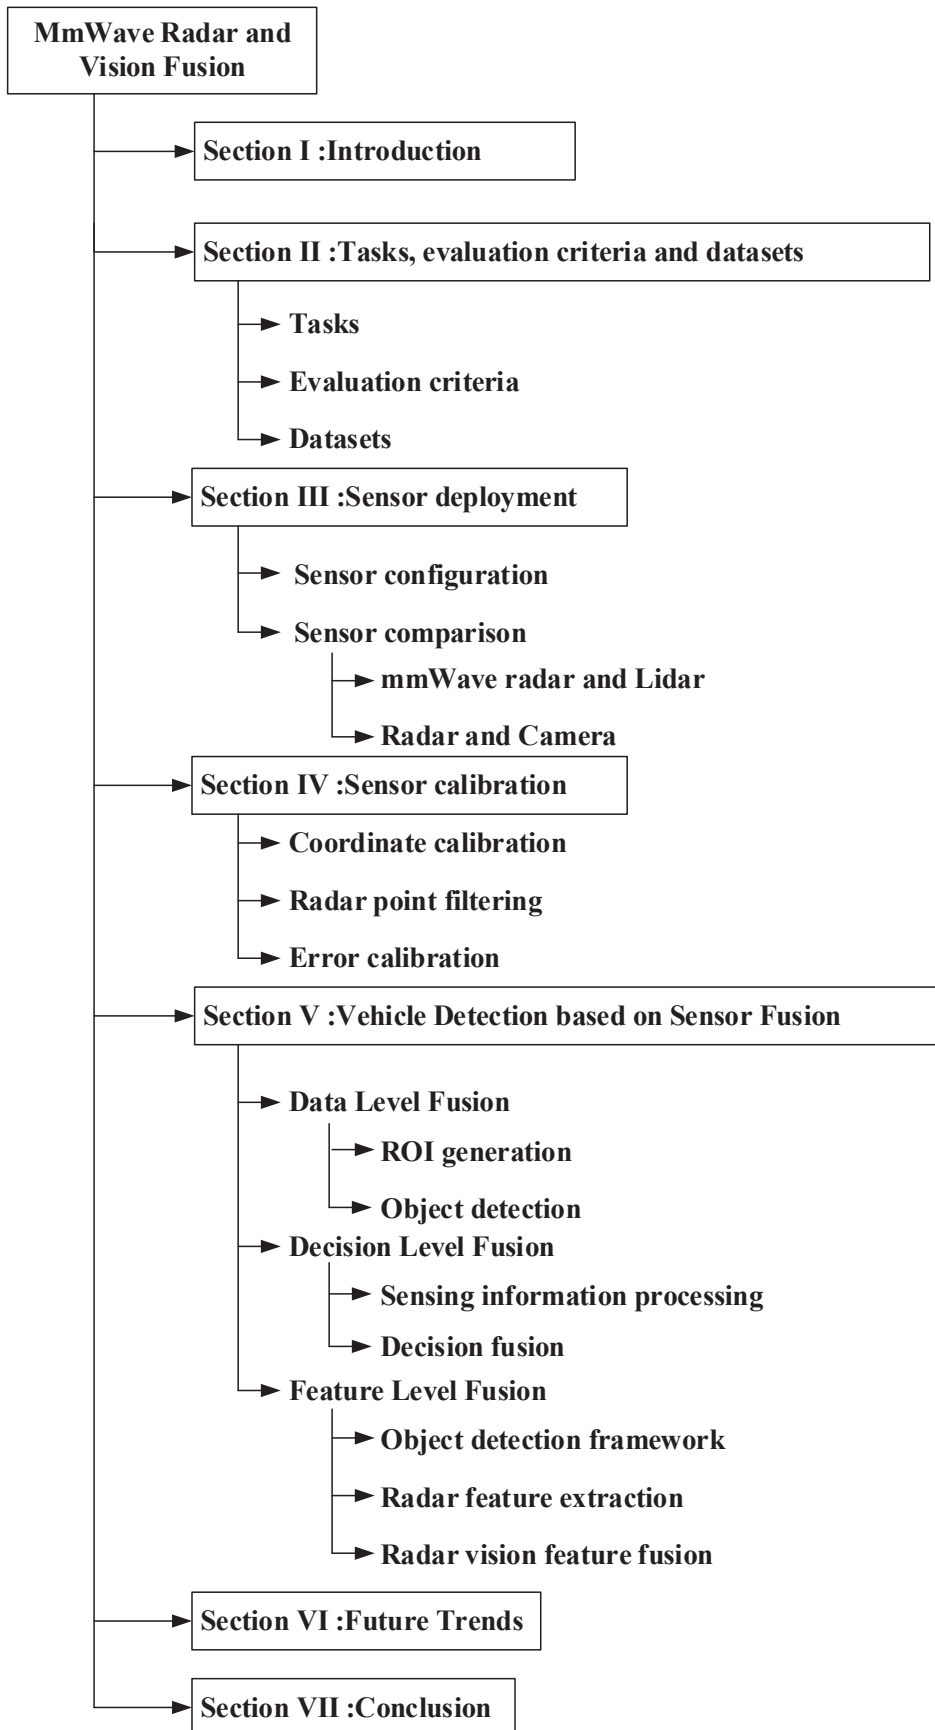 MmWave Radar and
Vision Fusion
Section I :Introduction
Section II :Tasks, evaluation criteria and datasets
Tasks
Evaluation criteria
Datasets
Section III :Sensor deployment
Sensor configuration
Sensor comparison
mmWave radar and Lidar
Radar and Camera
Section IV :Sensor calibration
Coordinate calibration
Radar point filtering
Error calibration
Section V :Vehicle Detection based on Sensor Fusion
Data Level Fusion
ROI generation
Object detection
Decision Level Fusion
Sensing information processing
Decision fusion
Feature Level Fusion
Object detection framework
Radar feature extraction
Radar vision feature fusion
Section VI :Future Trends
Section VII :Conclusion